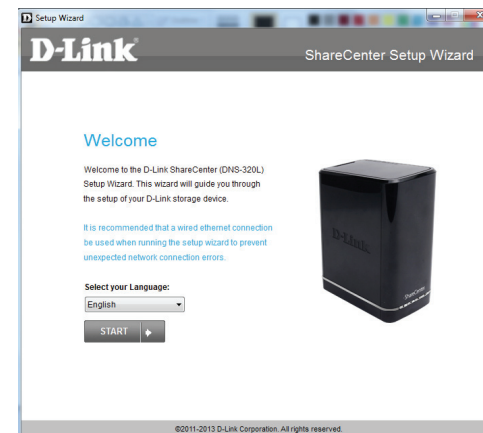 Setup Wizard
D-Link
ShareCenter Setup Wizard
Welcome
Welcome to the D-Link ShareCenter (DNS-320L)
Setup Wizard. This wizard will guide you through
the setup of your D-Link storage device.
It is recommended that a wired ethernet connection
be used when running the setup wizard to prevent
unexpected network connection errors.
Select your Language:
English
START
D-Link
ShareCenter
©2011-2013 D-Link Corporation. All rights reserved.